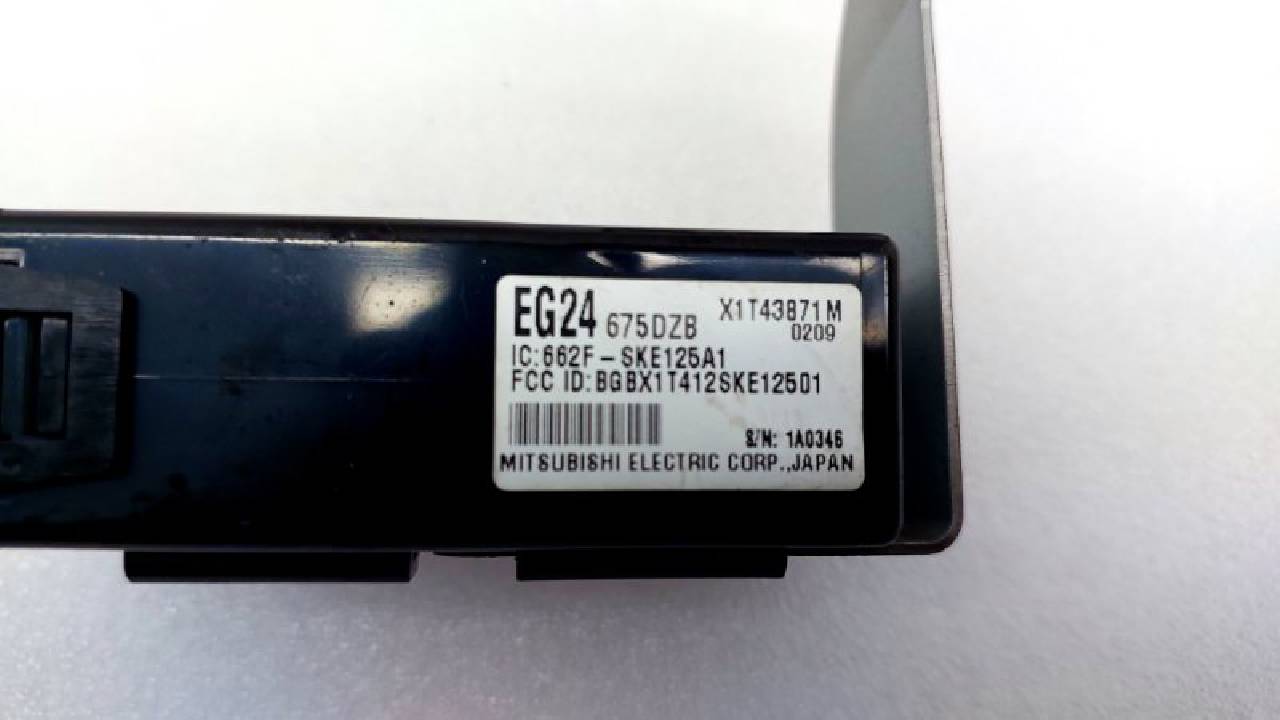 EG24 675DZB X1T43871M
0209
IC:662F-SKE125A1
FCC ID:BGBX1T412SKE12501
S/N: 1A0346
MITSUBISHI ELECTRIC CORP.,JAPAN